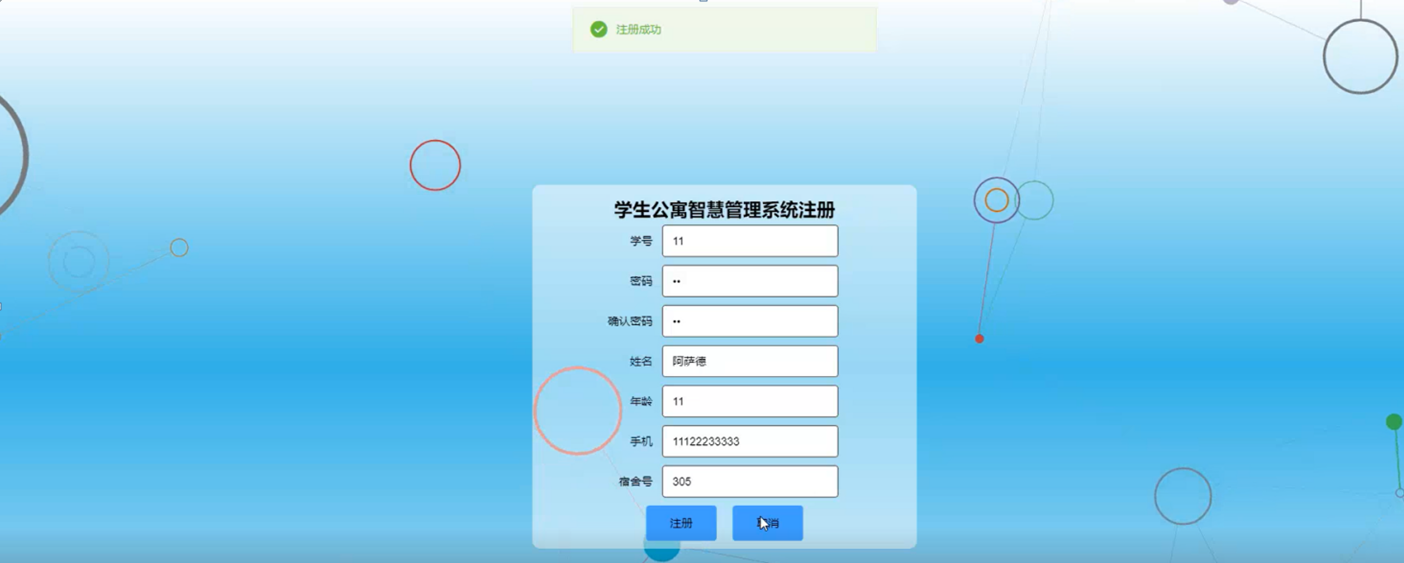 注册成功
学生公寓智慧管理系统注册
学号 11
密码 ••
确认密码 ••
姓名 阿萨德
年龄 11
手机 11122233333
宿舍号 305
注册 取消